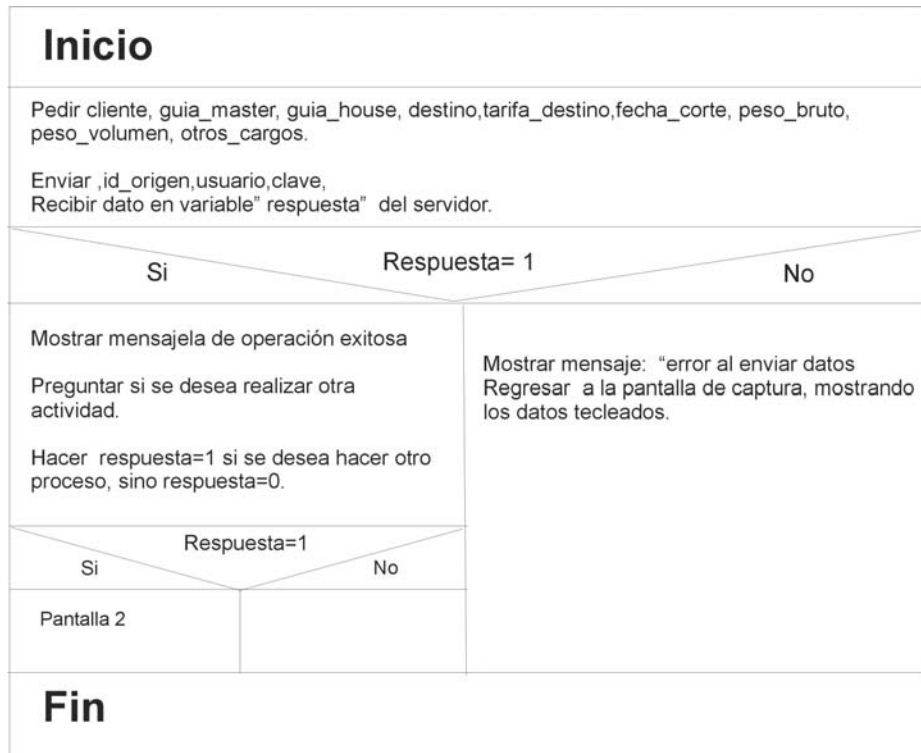 Inicio
Pedir cliente, guia_master, guia_house, destino,tarifa_destino,fecha_corte, peso_bruto,
peso_volumen, otros_cargos.
Enviar ,id_origen,usuario,clave,
Recibir dato en variable” respuesta”  del servidor.
Respuesta= 1
Si
No
Mostrar mensajela de operación exitosa
Preguntar si se desea realizar otra
actividad.
Hacer  respuesta=1 si se desea hacer otro
proceso, sino respuesta=0.
Mostrar mensaje:  “error al enviar datos
Regresar  a la pantalla de captura, mostrando
los datos tecleados.
Respuesta=1
Si
No
Pantalla 2
Fin